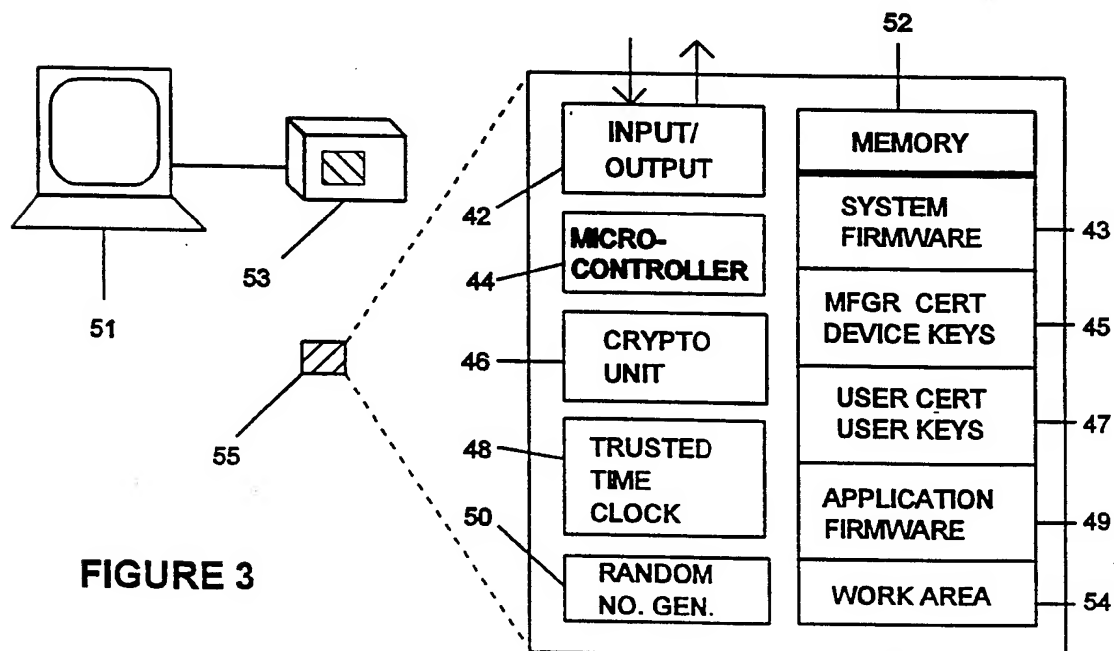 52
INPUT/
OUTPUT
MEMORY
42
SYSTEM
FIRMWARE
43
MICRO-
CONTROLLER
44
53
51
MFGR CERT
DEVICE KEYS
45
46
CRYPTO
UNIT
USER CERT
USER KEYS
47
55
48
TRUSTED
TIME
CLOCK
50
APPLICATION
FIRMWARE
49
FIGURE 3
RANDOM
NO. GEN.
WORK AREA
54